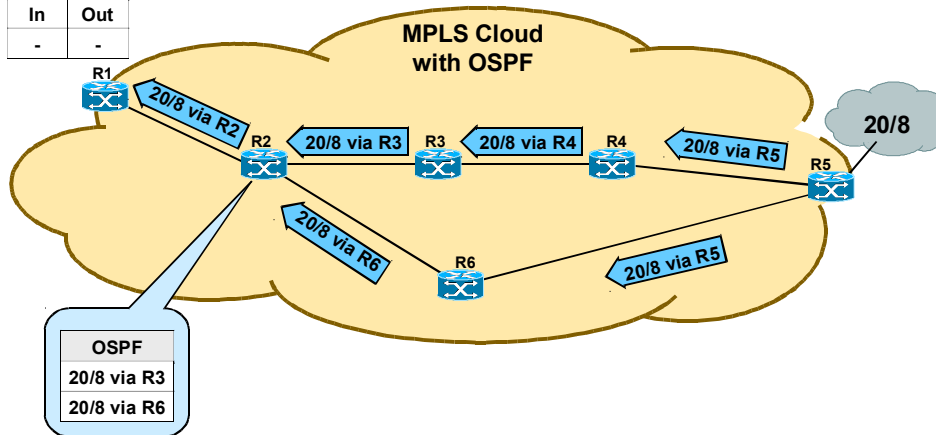 In Out
- -
MPLS Cloud
with OSPF
R1
20/8 via R2
R2
20/8 via R3
R3
20/8 via R4
R4
20/8 via R5
R5
20/8
20/8 via R6
R6
20/8 via R5
OSPF
20/8 via R3
20/8 via R6